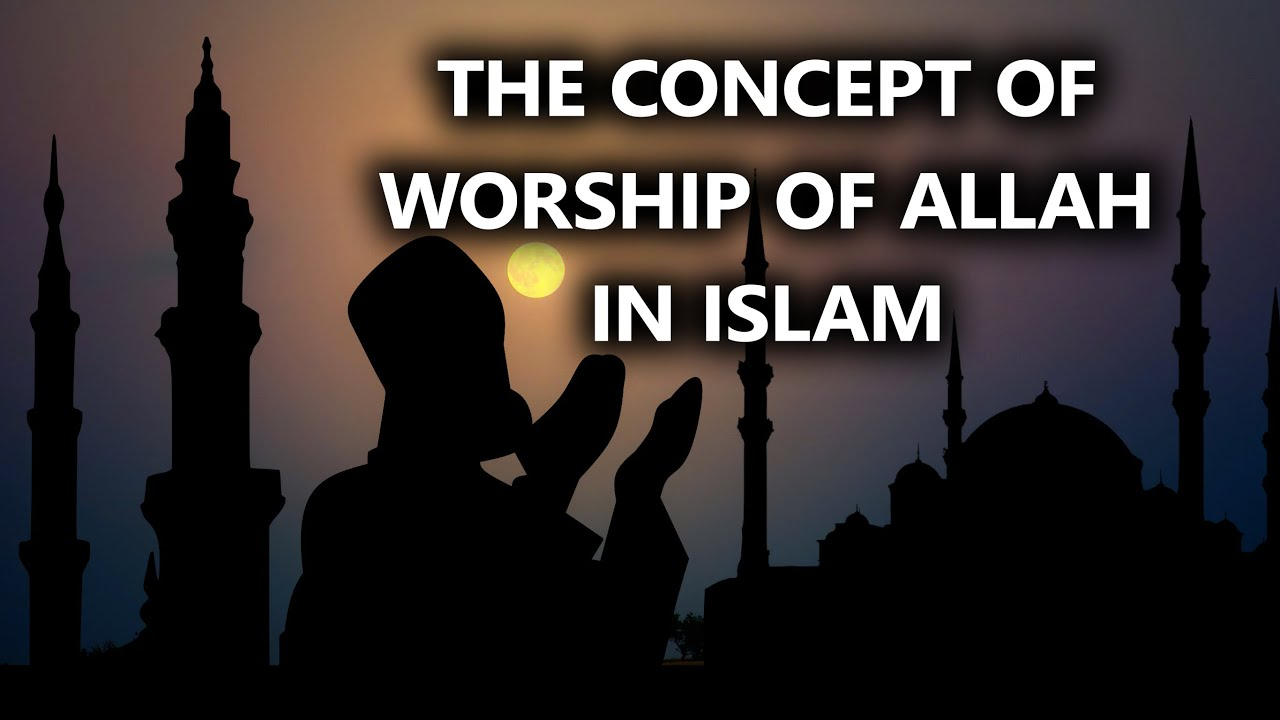 THE CONCEPT OF
WORSHIP OF ALLAH
IN ISLAM